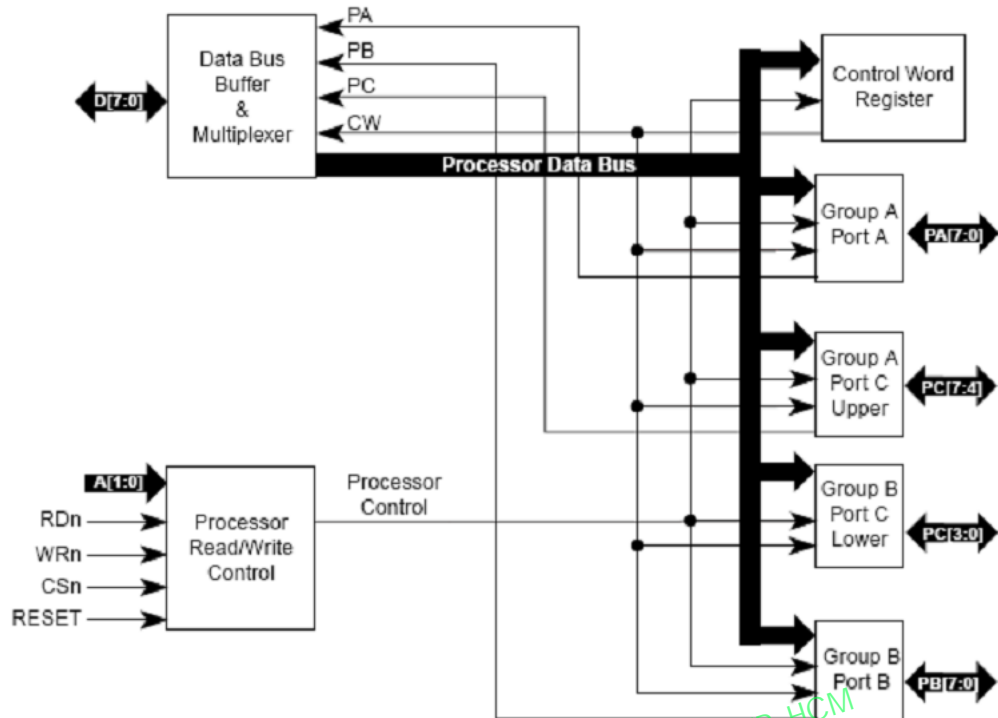 PA
PB
PC
CW
Data Bus
Buffer
&
Multiplexer
D[7:0]
Processor Data Bus
Control Word
Register
Group A
Port A
PA[7:0]
Group A
Port C
Upper
PC[7:4]
A[1:0]
RDn
WRn
CSn
RESET
Processor
Read/Write
Control
Processor
Control
Group B
Port C
Lower
PC[3:0]
Group B
Port B
PB[7:0]
HCM